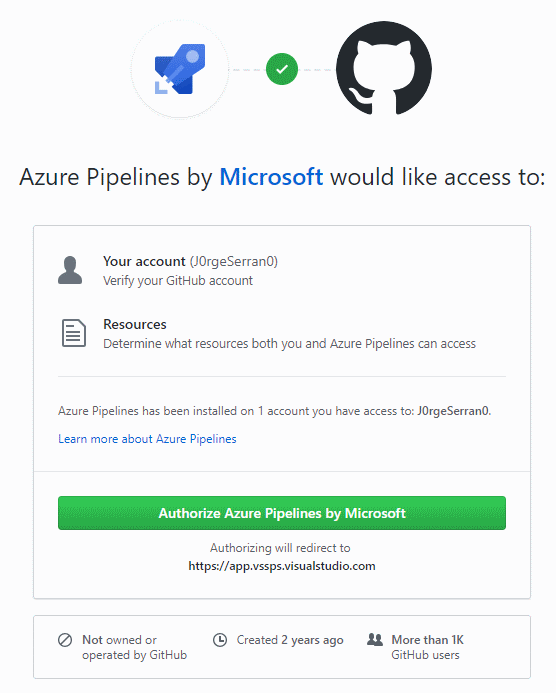 Azure Pipelines by Microsoft would like access to:
Your account (J0rgeSerran0)
Verify your GitHub account
Resources
Determine what resources both you and Azure Pipelines can access
Azure Pipelines has been installed on 1 account you have access to: J0rgeSerran0.
Learn more about Azure Pipelines
Authorize Azure Pipelines by Microsoft
Authorizing will redirect to
https://app.vssps.visualstudio.com
Not owned or
operated by GitHub
Created 2 years ago
More than 1K
GitHub users